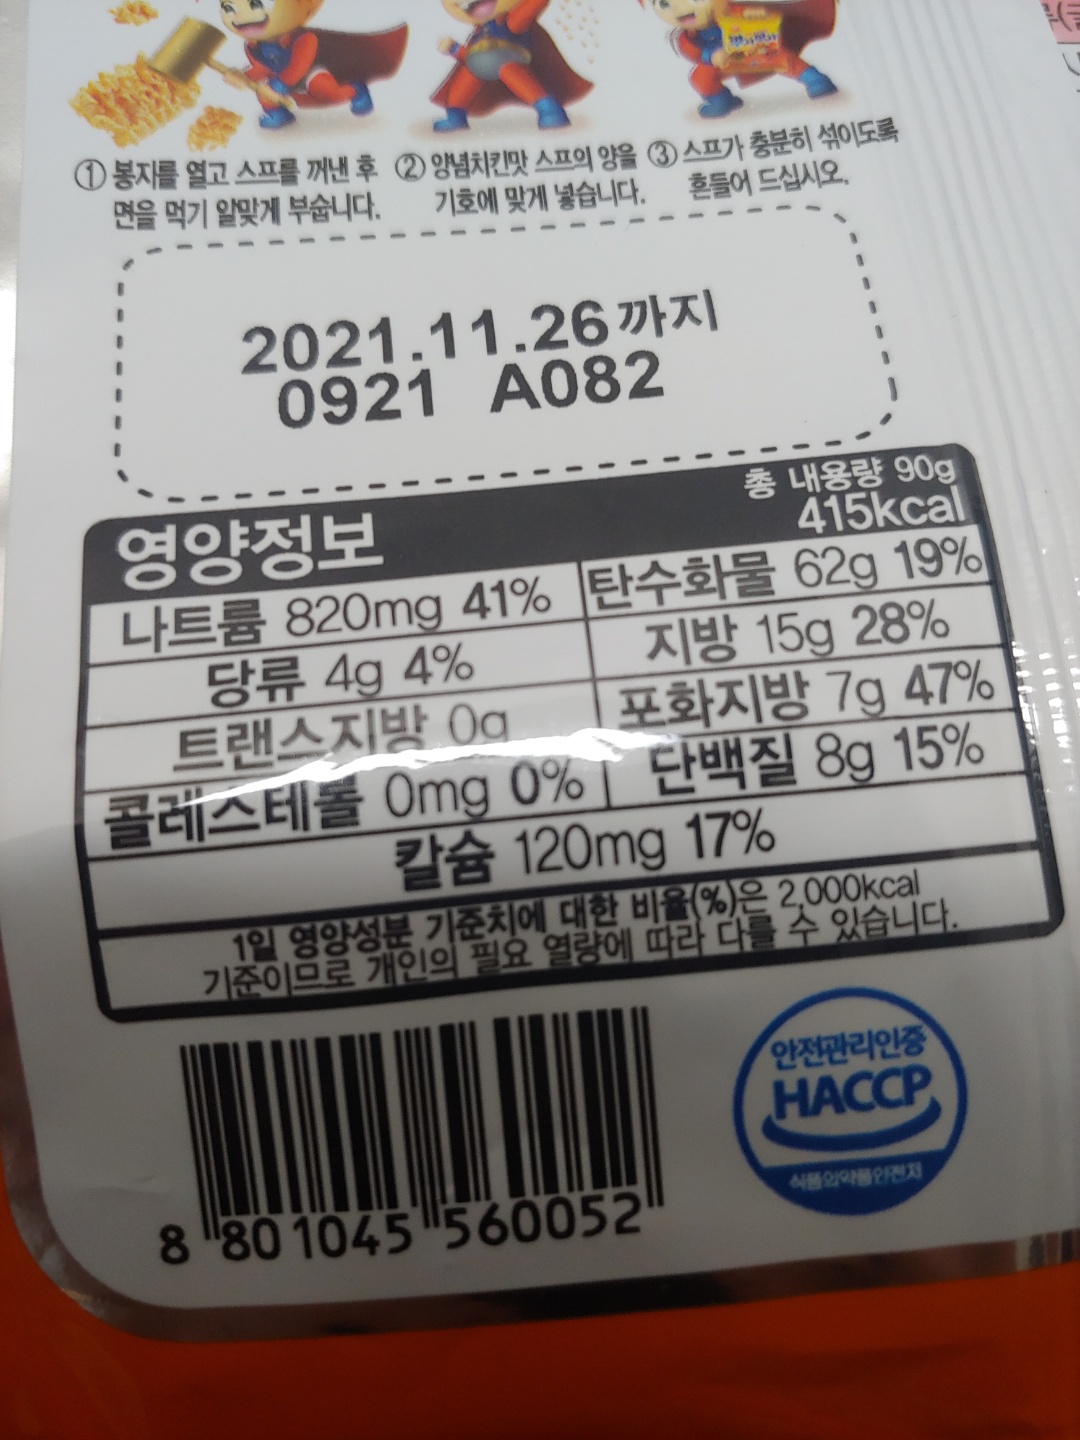 ① 봉지를 열고 스프를 꺼낸 후
면을 먹기 알맞게 부숩니다.
② 양념치킨맛 스프의 양을
기호에 맞게 넣습니다.
③ 스프가 충분히 섞이도록
흔들어 드십시오.
2021.11.26까지
0921 A082
영양정보
총 내용량 90g
415kcal
나트륨 820mg 41%
탄수화물 62g 19%
당류 4g 4%
지방 15g 28%
트랜스지방 0g
포화지방 7g 47%
콜레스테롤 0mg 0%
단백질 8g 15%
칼슘 120mg 17%
1일 영양성분 기준치에 대한 비율(%)은 2,000kcal
기준이므로 개인의 필요 열량에 따라 다를 수 있습니다.
안전관리인증
HACCP
식품의약품안전처
8 801045 560052